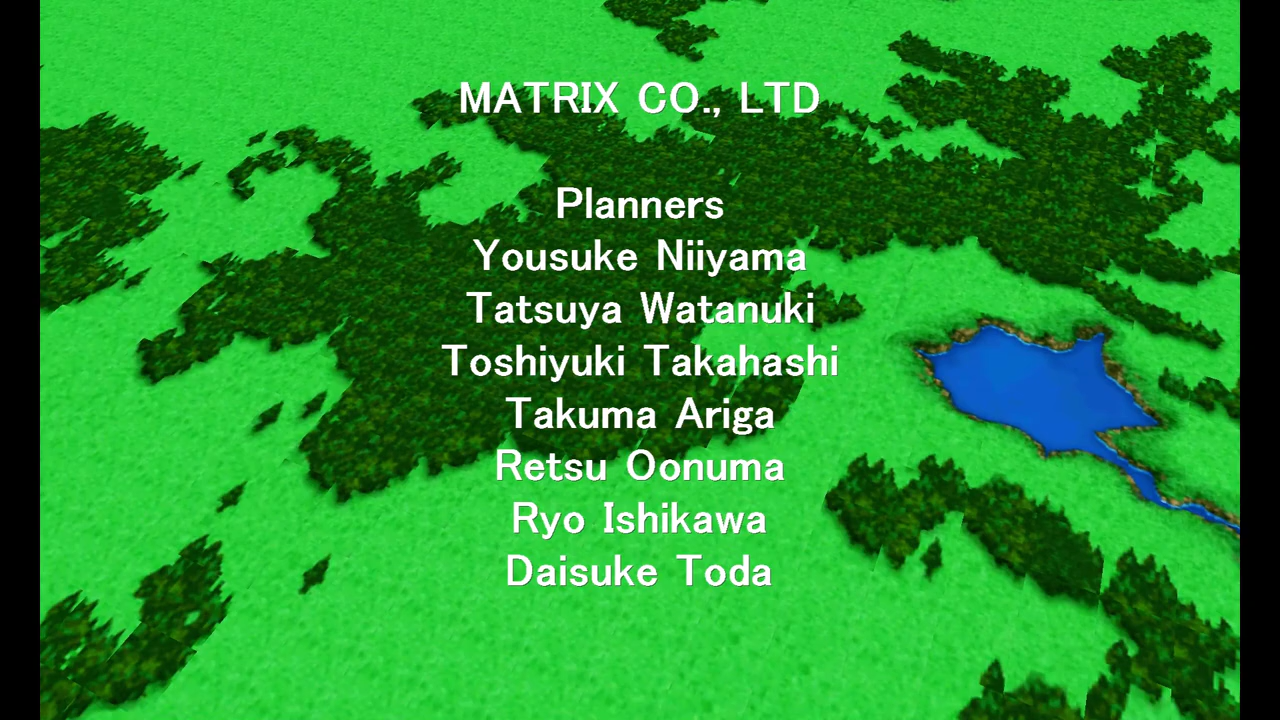 MATRIX CO., LTD
Planners
Yousuke Niiyama
Tatsuya Watanuki
Toshiyuki Takahashi
Takuma Ariga
Retsu Oonuma
Ryo Ishikawa
Daisuke Toda